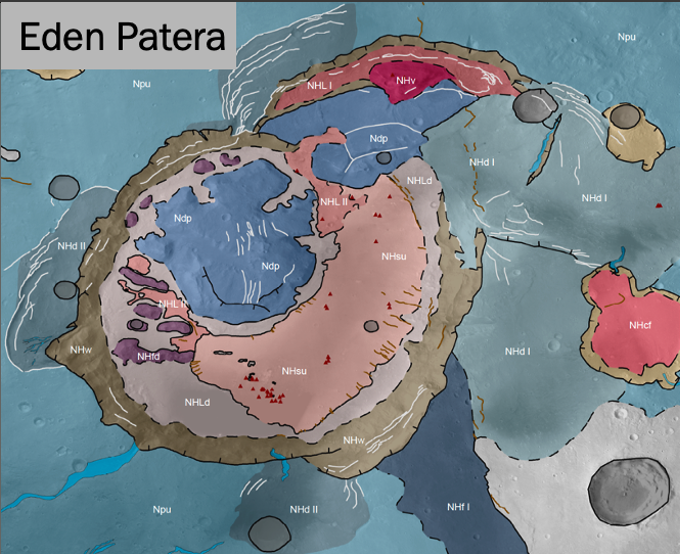 Eden Patera
Npu
Npu
NHL I
NHv
Ndp
NHd I
NHLd
NHd I
NHL II
Ndp
NHd II
NHsu
Ndp
NHL II
NHcf
NHw
NHfd
NHd I
NHsu
NHLd
NHw
Npu
NHd II
NHf I